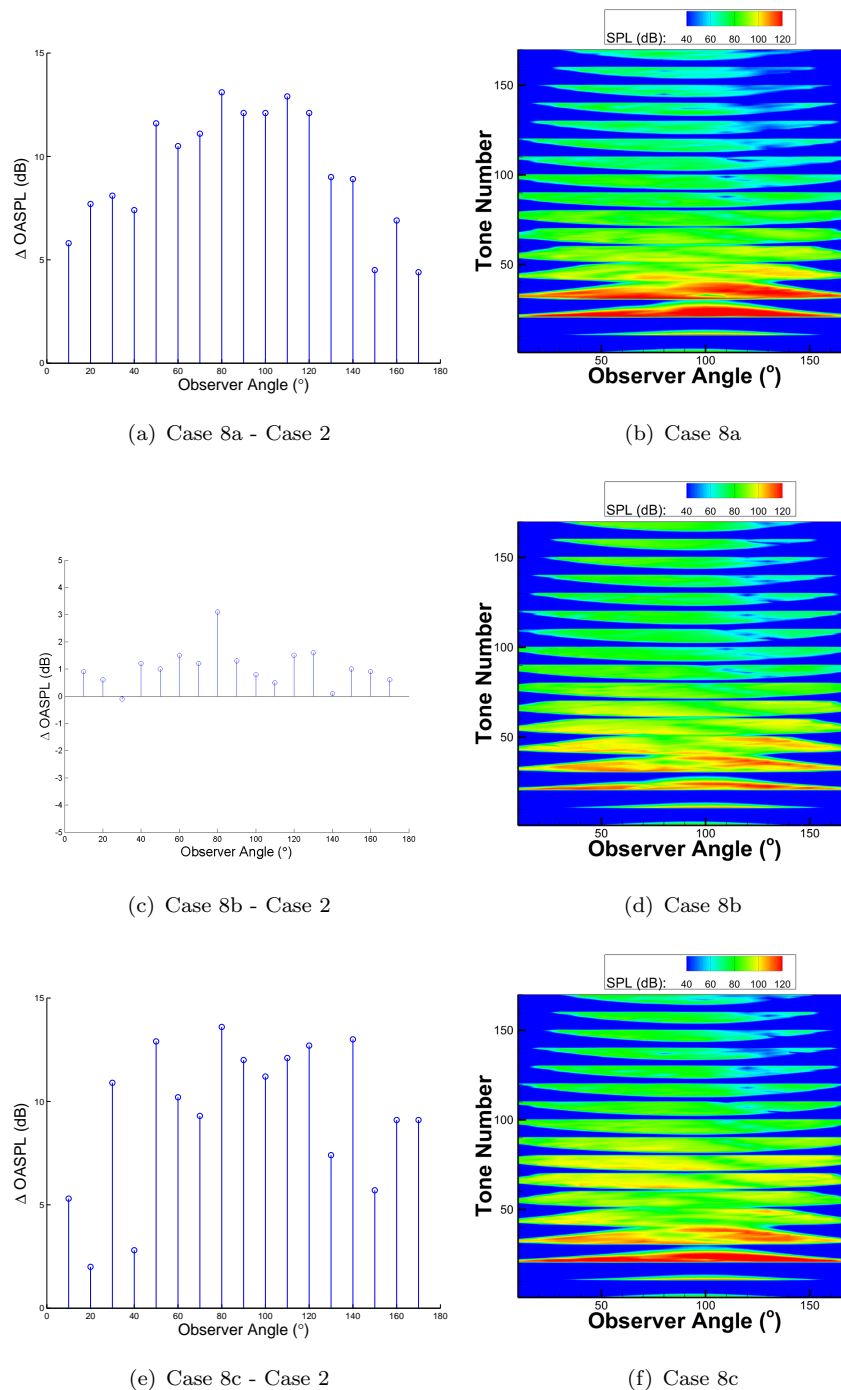 15
10
5
0
Δ OASPL (dB)
0 20 40 60 80 100 120 140 160 180
Observer Angle (°)
(a) Case 8a - Case 2
SPL (dB): 40 60 80 100 120
150
100
50
Tone Number
50 100 150
Observer Angle (°)
(b) Case 8a
5
4
3
2
1
0
-1
-2
-3
-4
-5
Δ OASPL (dB)
0 20 40 60 80 100 120 140 160 180
Observer Angle (°)
(c) Case 8b - Case 2
SPL (dB): 40 60 80 100 120
150
100
50
Tone Number
50 100 150
Observer Angle (°)
(d) Case 8b
15
10
5
0
Δ OASPL (dB)
0 20 40 60 80 100 120 140 160 180
Observer Angle (°)
(e) Case 8c - Case 2
SPL (dB): 40 60 80 100 120
150
100
50
Tone Number
50 100 150
Observer Angle (°)
(f) Case 8c